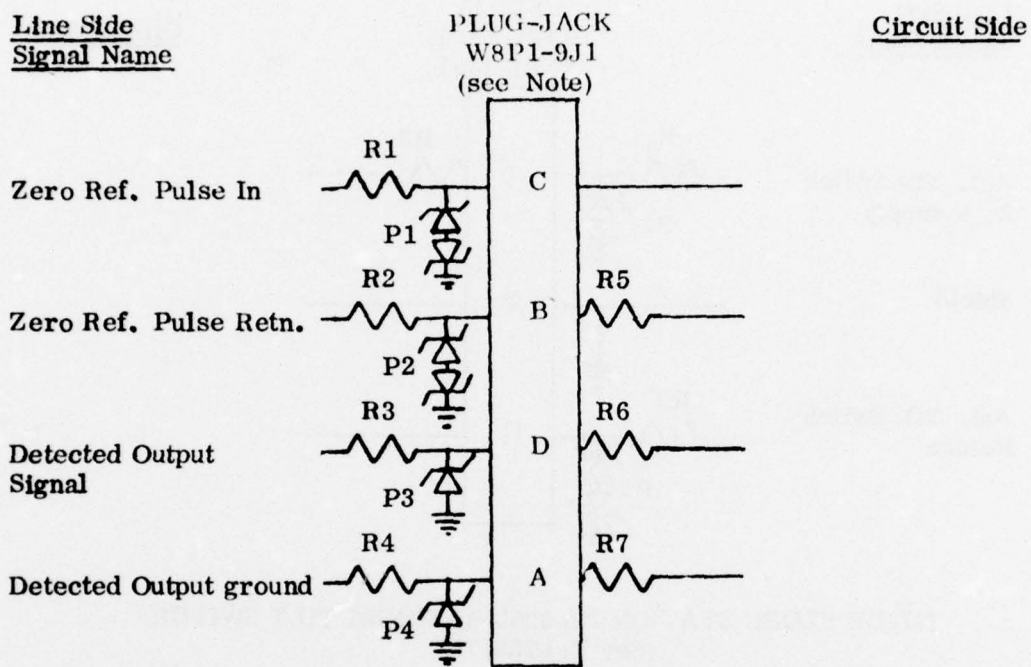 Line Side
Signal Name
PLUG-JACK
W8P1-9J1
(see Note)
Circuit Side
R1
Zero Ref. Pulse In
C
P1
R2
R5
Zero Ref. Pulse Retn.
B
P2
R3
R6
Detected Output
Signal
D
P3
R4
R7
Detected Output ground
A
P4